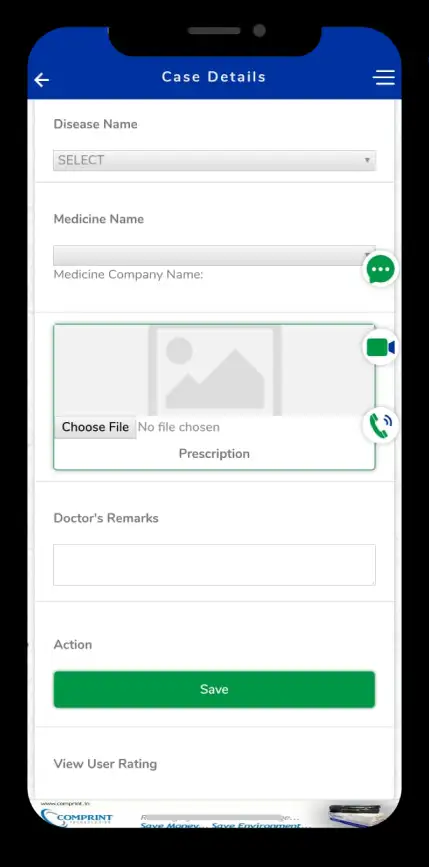 Case Details
Disease Name
SELECT
Medicine Name
Medicine Company Name:
Choose File No file chosen
Prescription
Doctor's Remarks
Action
Save
View User Rating
www.comprint.in
COMPRINT
Save Money... Save Environment...